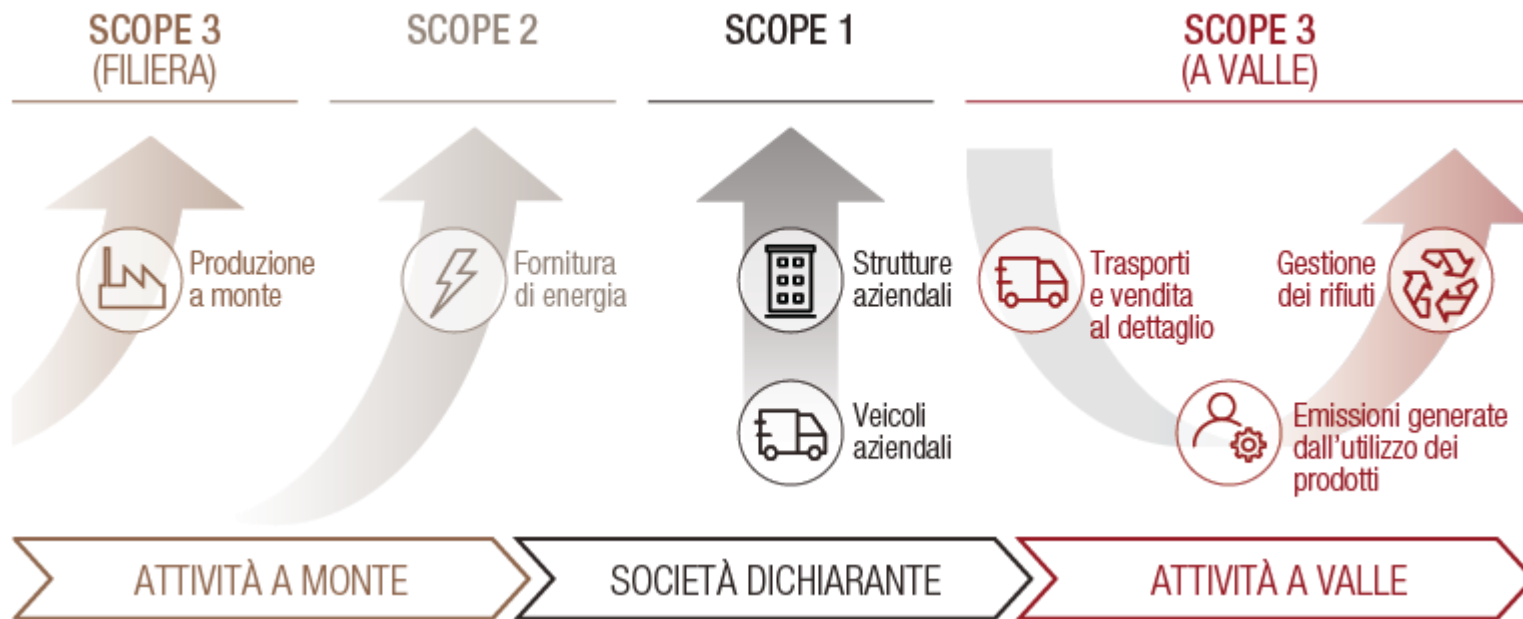 SCOPE 3
(FILIERA)
SCOPE 2
SCOPE 1
SCOPE 3
(A VALLE)
Produzione
a monte
Fornitura
di energia
Strutture
aziendali
Veicoli
aziendali
Trasporti
e vendita
al dettaglio
Gestione
dei rifiuti
Emissioni generate
dall'utilizzo dei
prodotti
ATTIVITÀ A MONTE
SOCIETÀ DICHIARANTE
ATTIVITÀ A VALLE